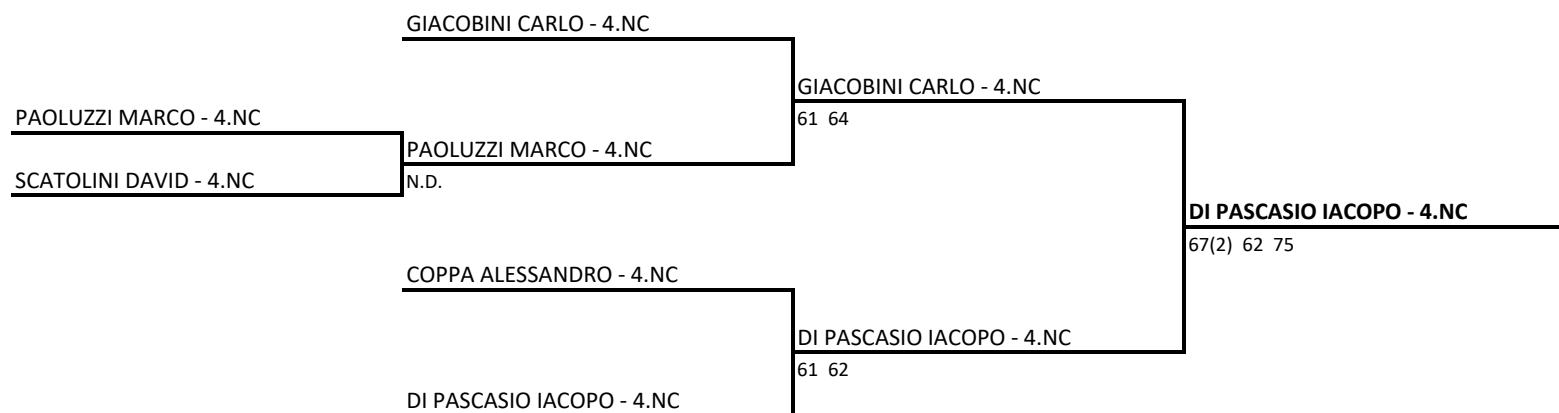 GIACOBINI CARLO - 4.NC
GIACOBINI CARLO - 4.NC
PAOLUZZI MARCO - 4.NC
61 64
PAOLUZZI MARCO - 4.NC
SCATOLINI DAVID - 4.NC
N.D.
DI PASCASIO IACOPO - 4.NC
67(2) 62 75
COPPA ALESSANDRO - 4.NC
DI PASCASIO IACOPO - 4.NC
61 62
DI PASCASIO IACOPO - 4.NC